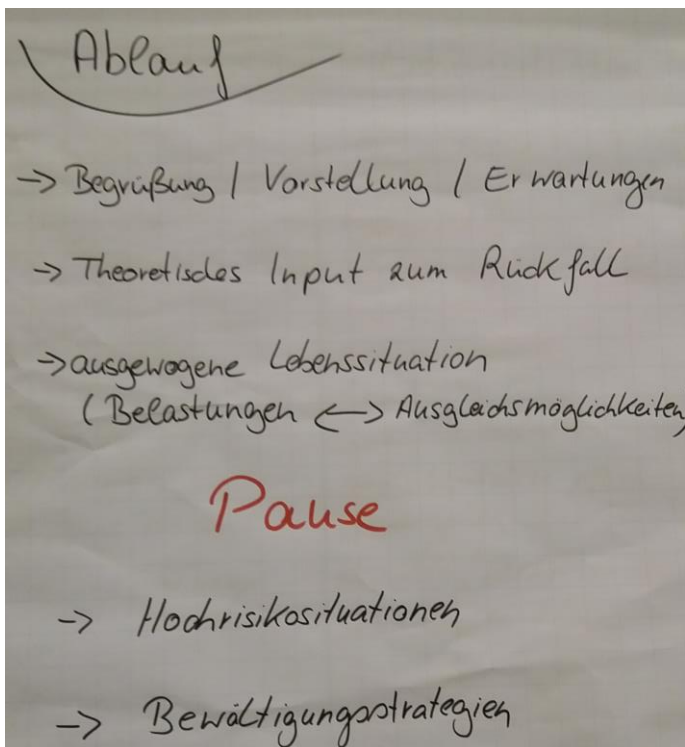 Ablauf
-> Begrüßung / Vorstellung / Erwartungen
-> Theoretisches Input zum Rückfall
-> ausgewogene Lebenssituation
(Belastungen <-> Ausgleichsmöglichkeiten)
Pause
-> Hochrisikosituationen
-> Bewältigungsstrategien